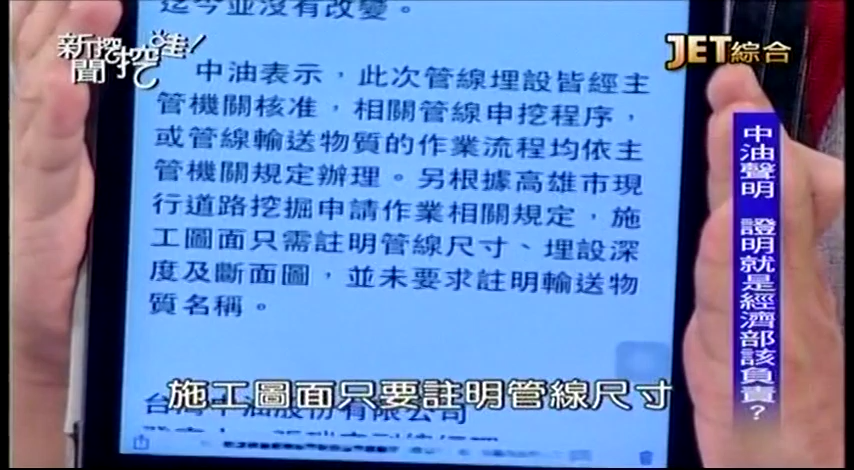 迄今並沒有改變。
新聞挖挖哇!
JET綜合
中油表示，此次管線埋設皆經主
管機關核准，相關管線申挖程序，
或管線輸送物質的作業流程均依主
管機關規定辦理。另根據高雄市現
行道路挖掘申請作業相關規定，施
工圖面只需註明管線尺寸、埋設深
度及斷面圖，並未要求註明輸送物
質名稱。
中油聲明 證明就是經濟部該負責？
施工圖面只要註明管線尺寸